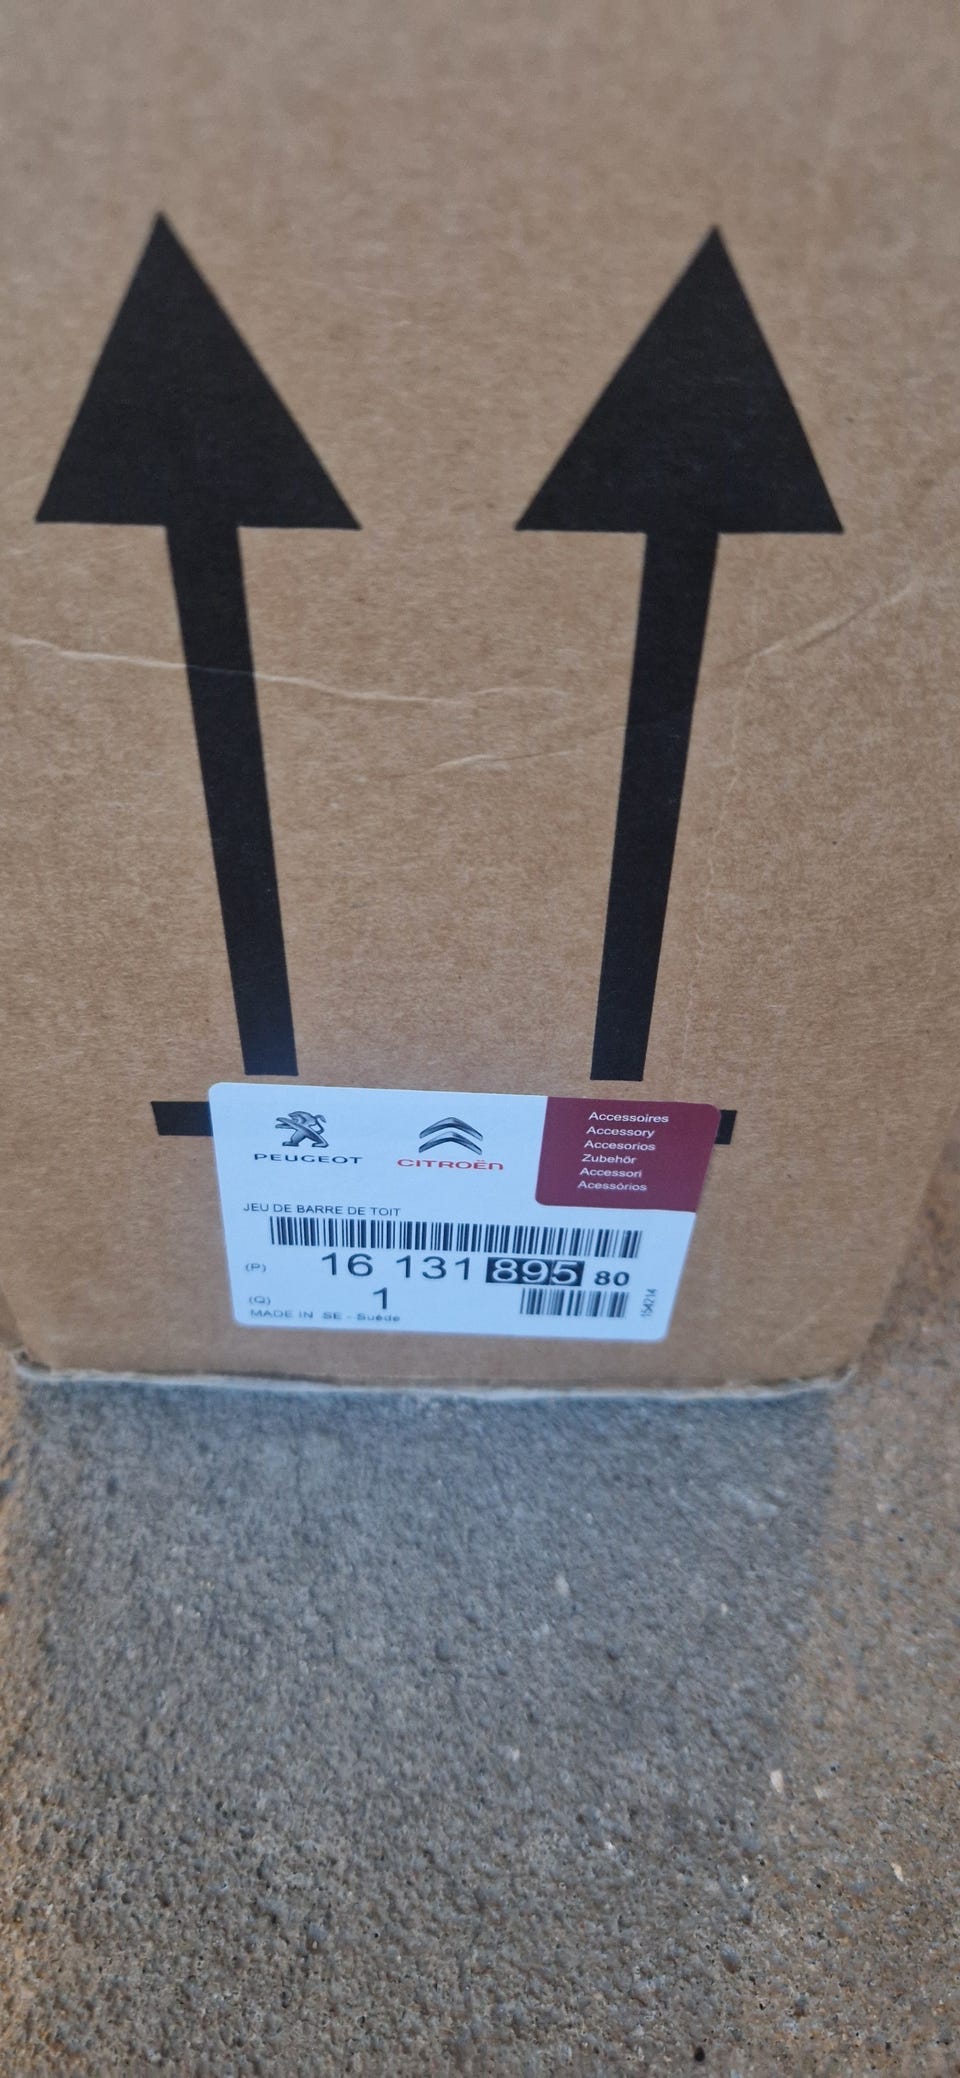 PEUGEOT
CITROËN
Accessoires
Accessory
Accesorios
Zubehör
Accessori
Acessórios
JEU DE BARRE DE TOIT
(P) 16 131 895 80
(Q) 1
MADE IN SE - Suède
154214